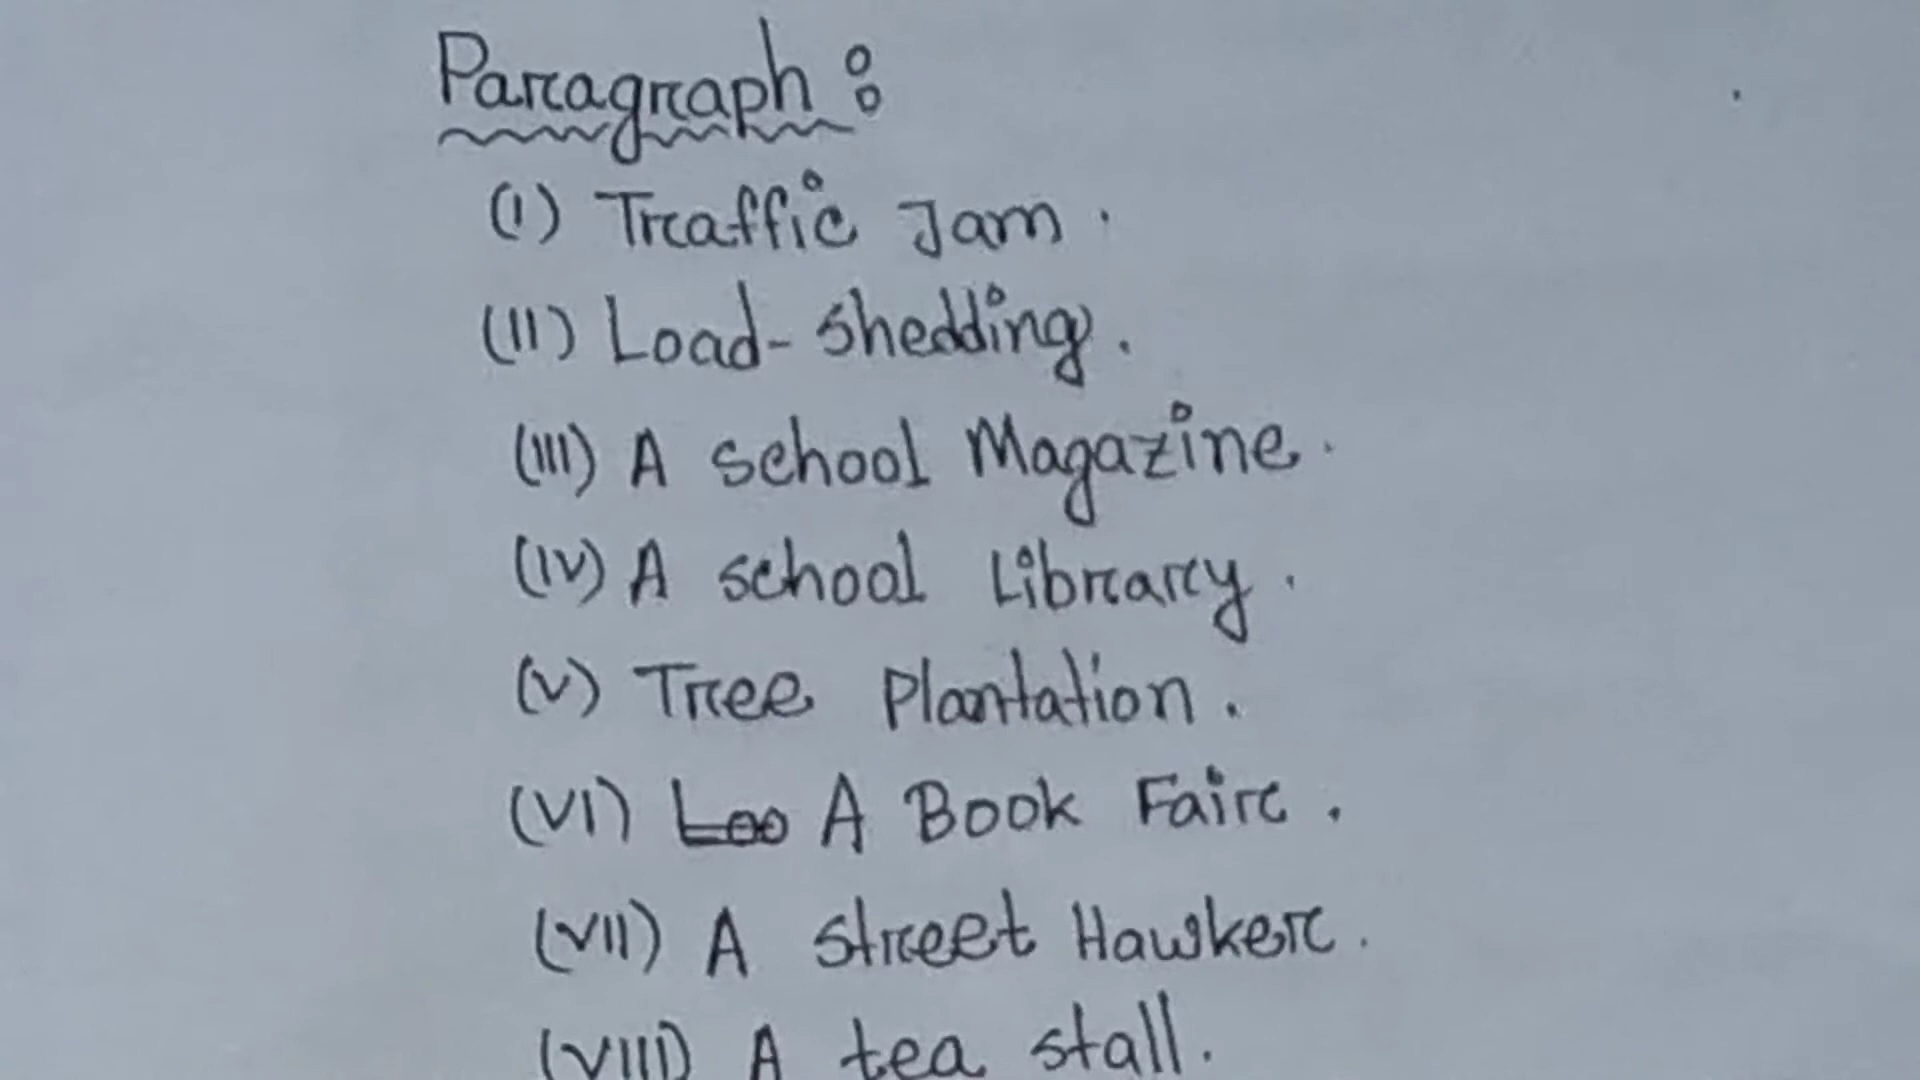 Paragraph :
(I) Traffic Jam.
(II) Load-shedding.
(III) A school Magazine.
(IV) A school Library.
(V) Tree Plantation.
(VI) A Book Fair.
(VII) A street Hawker.
(VIII) A tea stall.